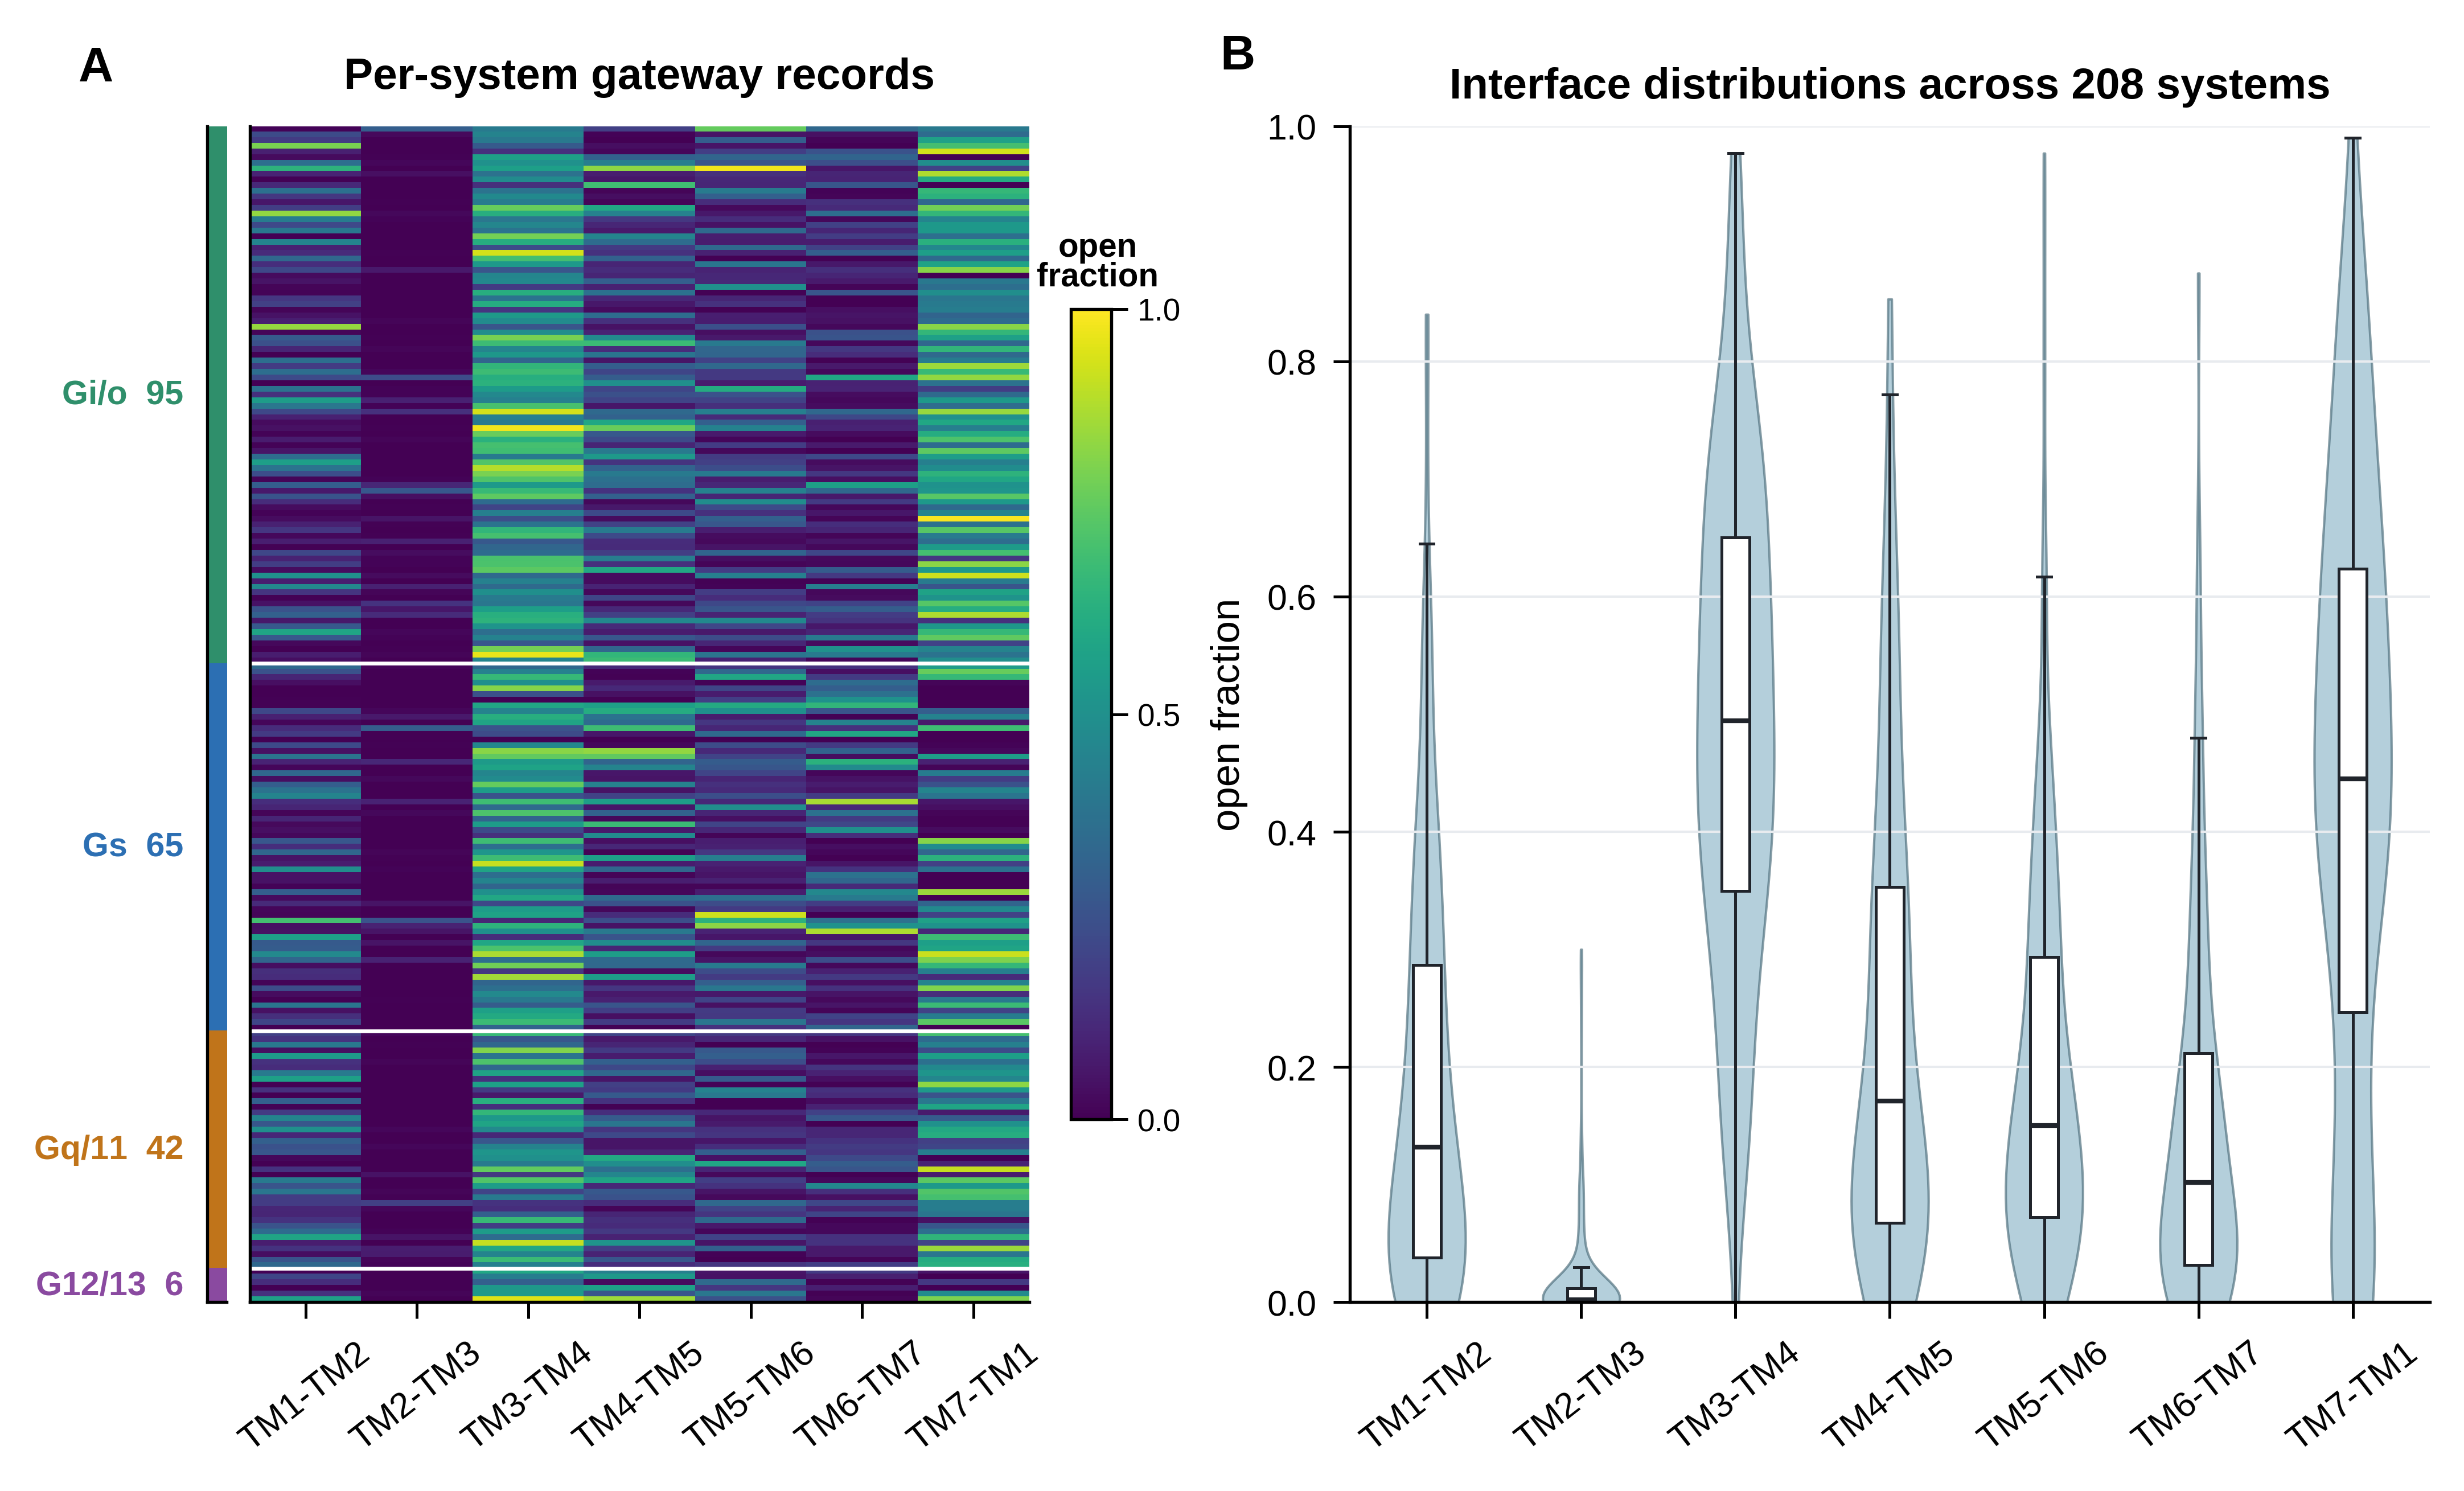 A
Per-system gateway records
Gi/o 95
Gs 65
Gq/11 42
G12/13 6
TM1-TM2
TM2-TM3
TM3-TM4
TM4-TM5
TM5-TM6
TM6-TM7
TM7-TM1
open
fraction
1.0
0.5
0.0
B
Interface distributions across 208 systems
open fraction
1.0
0.8
0.6
0.4
0.2
0.0
TM1-TM2
TM2-TM3
TM3-TM4
TM4-TM5
TM5-TM6
TM6-TM7
TM7-TM1